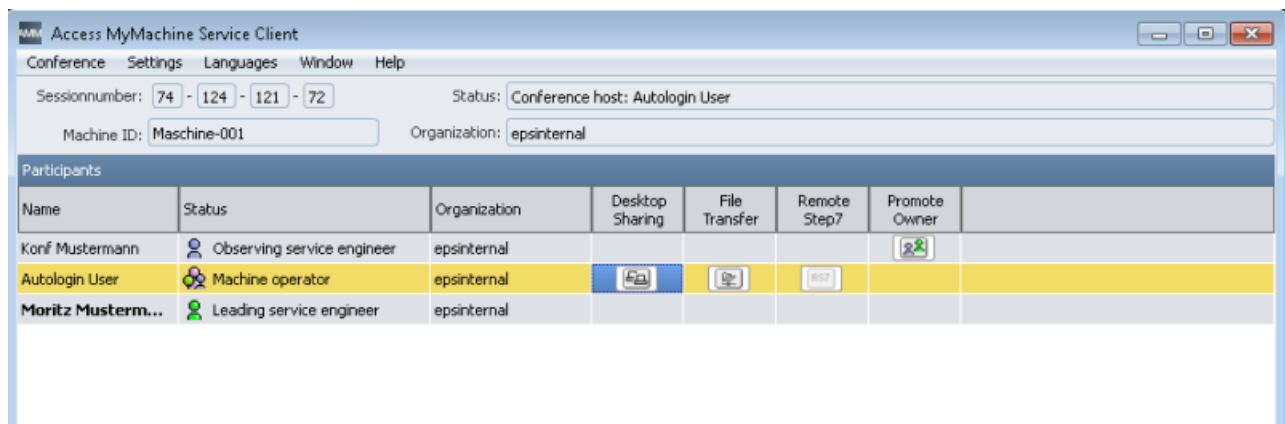 AMM Access MyMachine Service Client
Conference Settings Languages Window Help
Sessionnumber: 74 - 124 - 121 - 72 Status: Conference host: Autologin User
Machine ID: Maschine-001 Organization: epsinternal
Participants
Name Status Organization Desktop Sharing File Transfer Remote Step7 Promote Owner
Konf Mustermann Observing service engineer epsinternal
Autologin User Machine operator epsinternal RS7
Moritz Musterm... Leading service engineer epsinternal